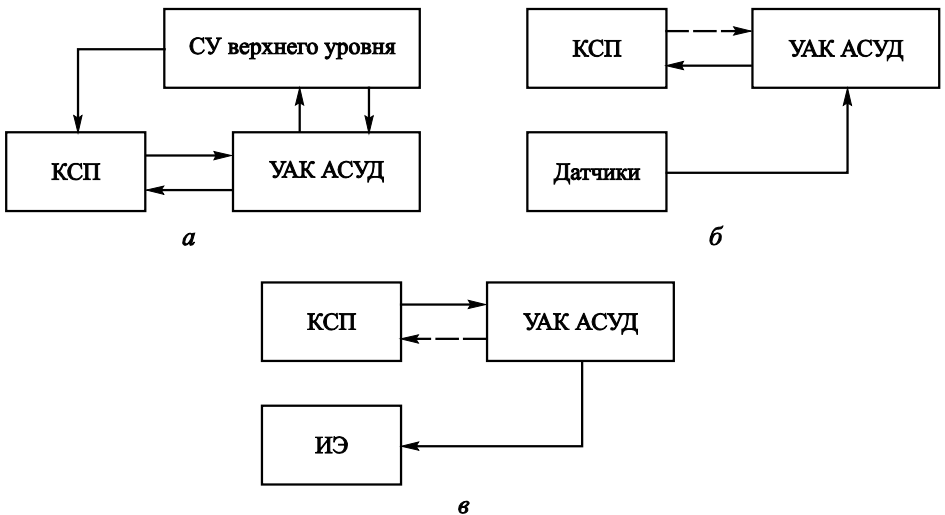 СУ верхнего уровня
КСП
УАК АСУД
а
КСП
УАК АСУД
Датчики
б
КСП
УАК АСУД
ИЭ
в